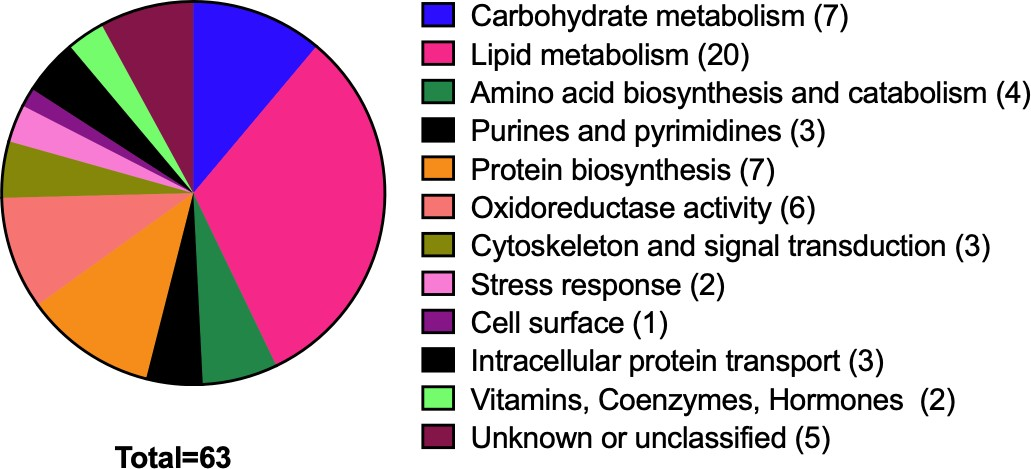 Carbohydrate metabolism (7)
Lipid metabolism (20)
Amino acid biosynthesis and catabolism (4)
Purines and pyrimidines (3)
Protein biosynthesis (7)
Oxidoreductase activity (6)
Cytoskeleton and signal transduction (3)
Stress response (2)
Cell surface (1)
Intracellular protein transport (3)
Vitamins, Coenzymes, Hormones  (2)
Unknown or unclassified (5)
Total=63